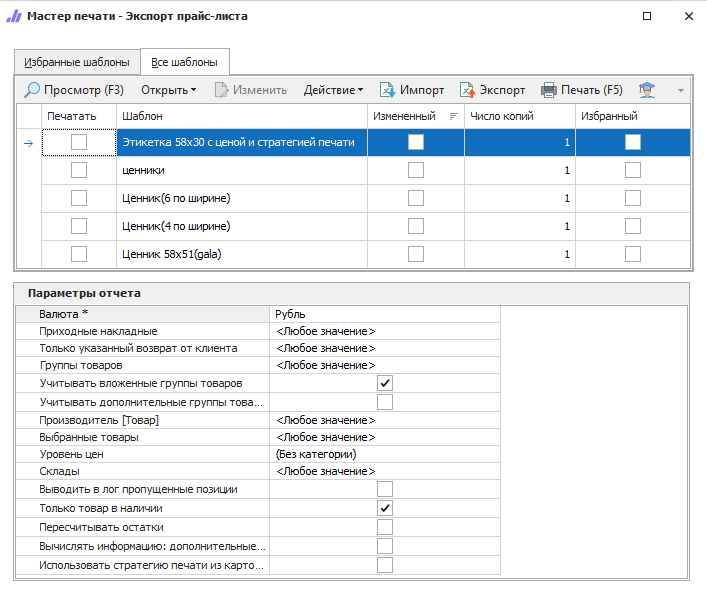 Мастер печати - Экспорт прайс-листа
Избранные шаблоны Все шаблоны
Просмотр (F3) Открыть Изменить Действие Импорт Экспорт Печать (F5)
Печатать Шаблон Измененный Число копий Избранный
Этикетка 58х30 с ценой и стратегией печати 1
ценники 1
Ценник(6 по ширине) 1
Ценник(4 по ширине) 1
Ценник 58х51(gala) 1
Параметры отчета
Валюта * Рубль
Приходные накладные <Любое значение>
Только указанный возврат от клиента <Любое значение>
Группы товаров <Любое значение>
Учитывать вложенные группы товаров
Учитывать дополнительные группы това...
Производитель [Товар] <Любое значение>
Выбранные товары <Любое значение>
Уровень цен (Без категории)
Склады <Любое значение>
Выводить в лог пропущенные позиции
Только товар в наличии
Пересчитывать остатки
Вычислять информацию: дополнительные...
Использовать стратегию печати из карто...